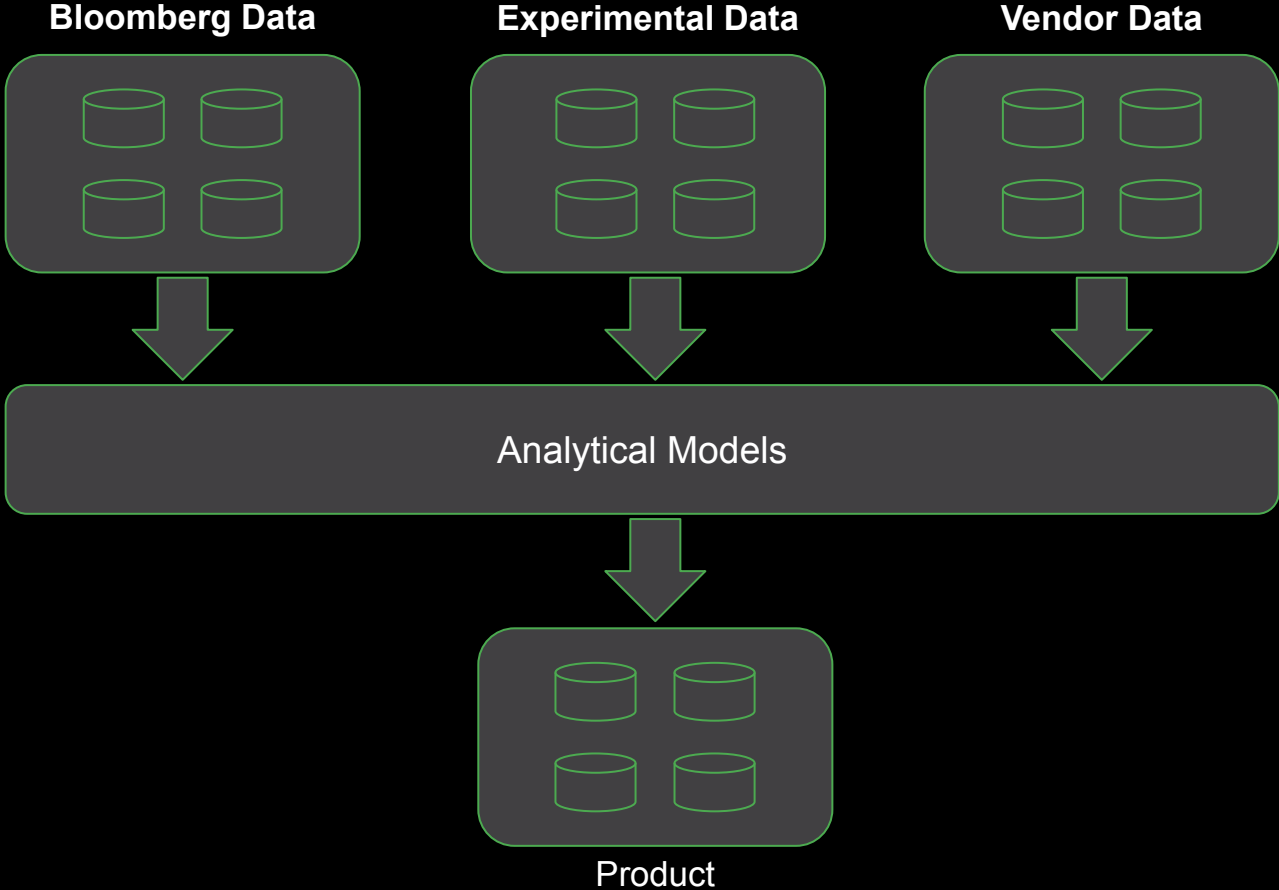 Bloomberg Data
Experimental Data
Vendor Data
Analytical Models
Product